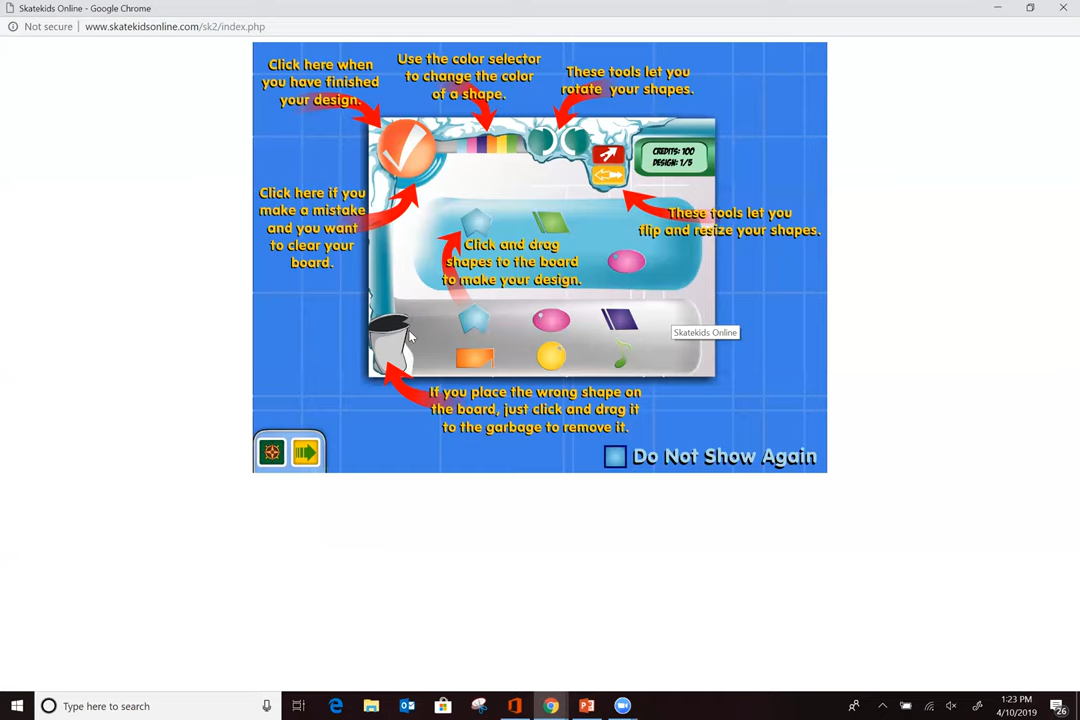 Skatekids Online - Google Chrome
Not secure | www.skatekidsonline.com/sk2/index.php
Click here when
you have finished
your design.
Use the color selector
to change the color
of a shape.
These tools let you
rotate your shapes.
CREDITS: 100
DESIGN: 1/5
Click here if you
make a mistake
and you want
to clear your
board.
These tools let you
flip and resize your shapes.
Click and drag
shapes to the board
to make your design.
Skatekids Online
If you place the wrong shape on
the board, just click and drag it
to the garbage to remove it.
Do Not Show Again
Type here to search
1:23 PM
4/10/2019
26